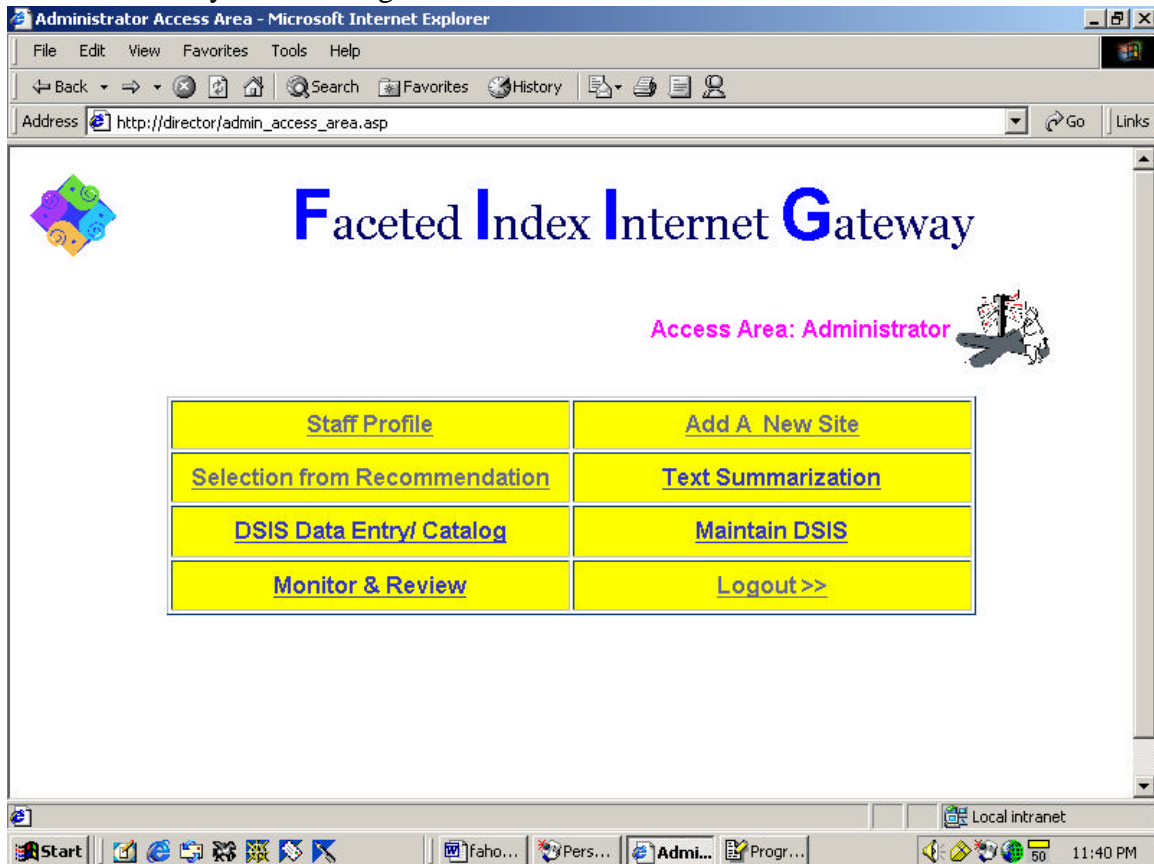 Administrator Access Area - Microsoft Internet Explorer
File Edit View Favorites Tools Help
Back Search Favorites History
Address http://director/admin_access_area.asp Go Links
Faceted Index Internet Gateway
Access Area: Administrator
Staff Profile Add A New Site
Selection from Recommendation Text Summarization
DSIS Data Entry/ Catalog Maintain DSIS
Monitor & Review Logout >>
Local intranet
Start faho... Pers... Admi... Progr... 50 11:40 PM